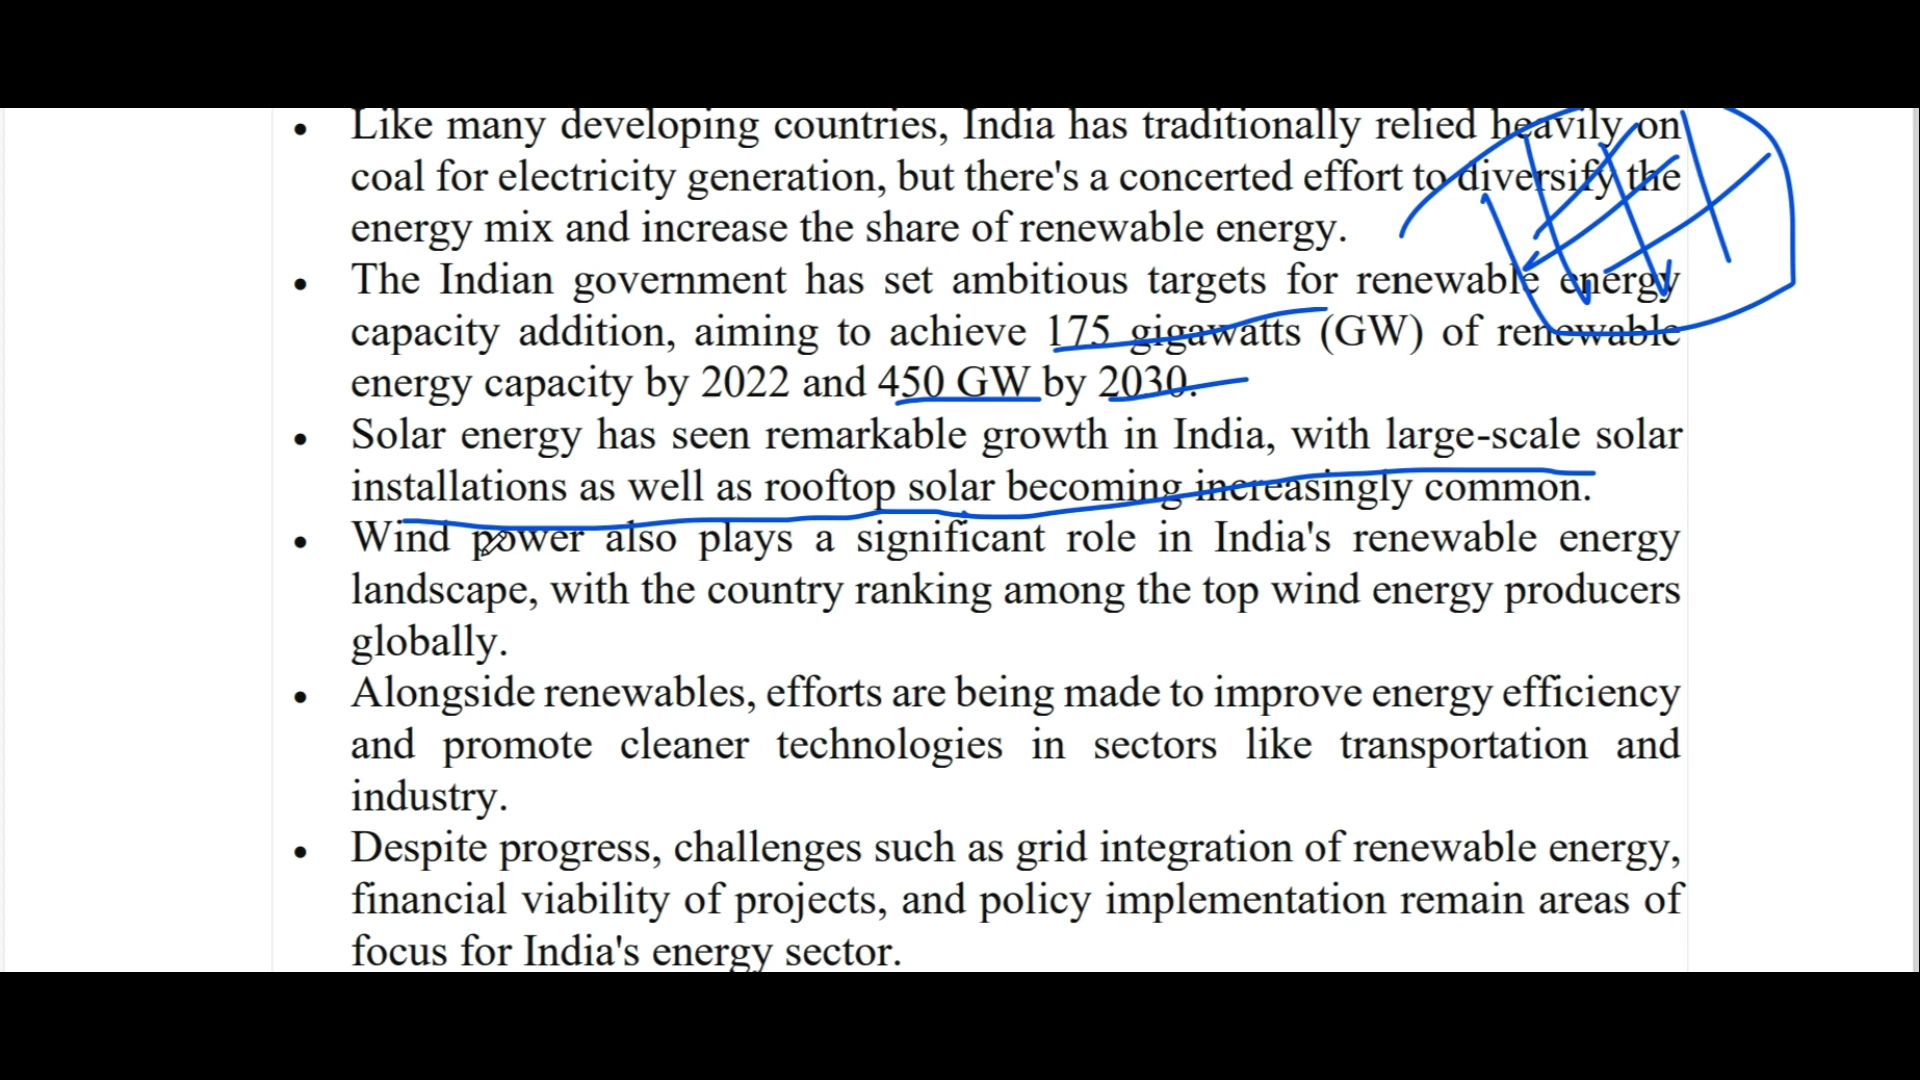 • Like many developing countries, India has traditionally relied heavily on
coal for electricity generation, but there's a concerted effort to diversify the
energy mix and increase the share of renewable energy.
• The Indian government has set ambitious targets for renewable energy
capacity addition, aiming to achieve 175 gigawatts (GW) of renewable
energy capacity by 2022 and 450 GW by 2030.
• Solar energy has seen remarkable growth in India, with large-scale solar
installations as well as rooftop solar becoming increasingly common.
• Wind power also plays a significant role in India's renewable energy
landscape, with the country ranking among the top wind energy producers
globally.
• Alongside renewables, efforts are being made to improve energy efficiency
and promote cleaner technologies in sectors like transportation and
industry.
• Despite progress, challenges such as grid integration of renewable energy,
financial viability of projects, and policy implementation remain areas of
focus for India's energy sector.